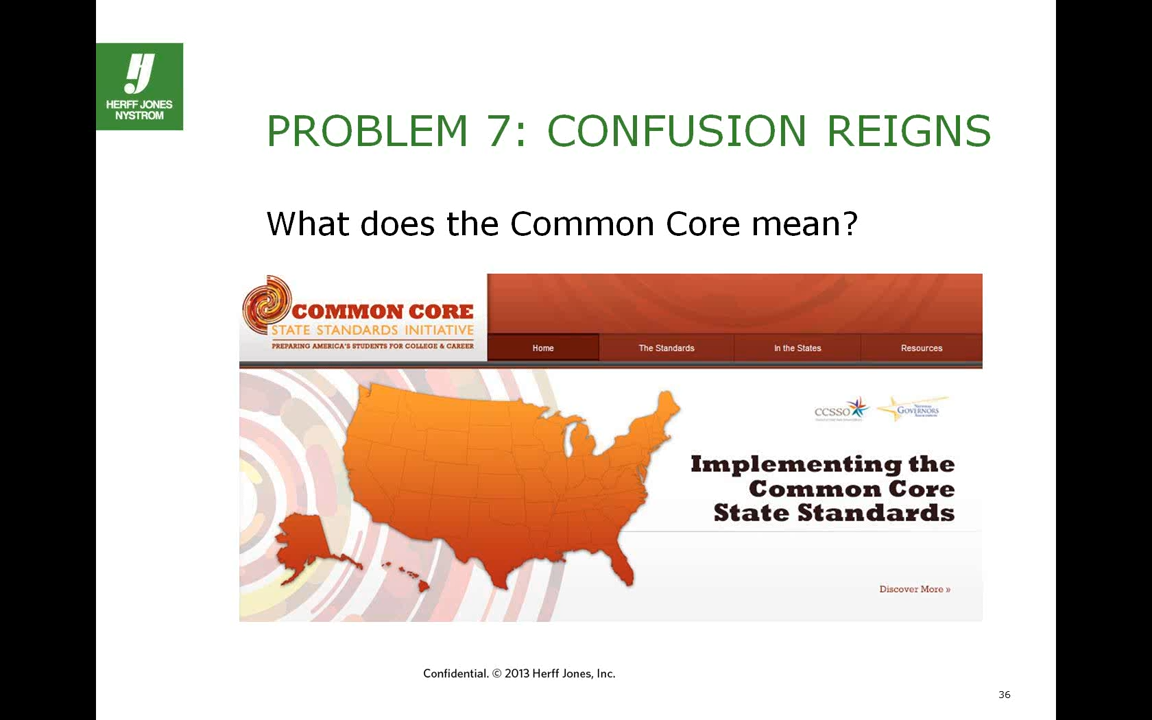 HERFF JONES
NYSTROM
PROBLEM 7: CONFUSION REIGNS
What does the Common Core mean?
COMMON CORE
STATE STANDARDS INITIATIVE
PREPARING AMERICA'S STUDENTS FOR COLLEGE & CAREER
Home The Standards In the States Resources
CCSSO
GOVERNORS
Implementing the
Common Core
State Standards
Discover More »
Confidential. © 2013 Herff Jones, Inc.
36